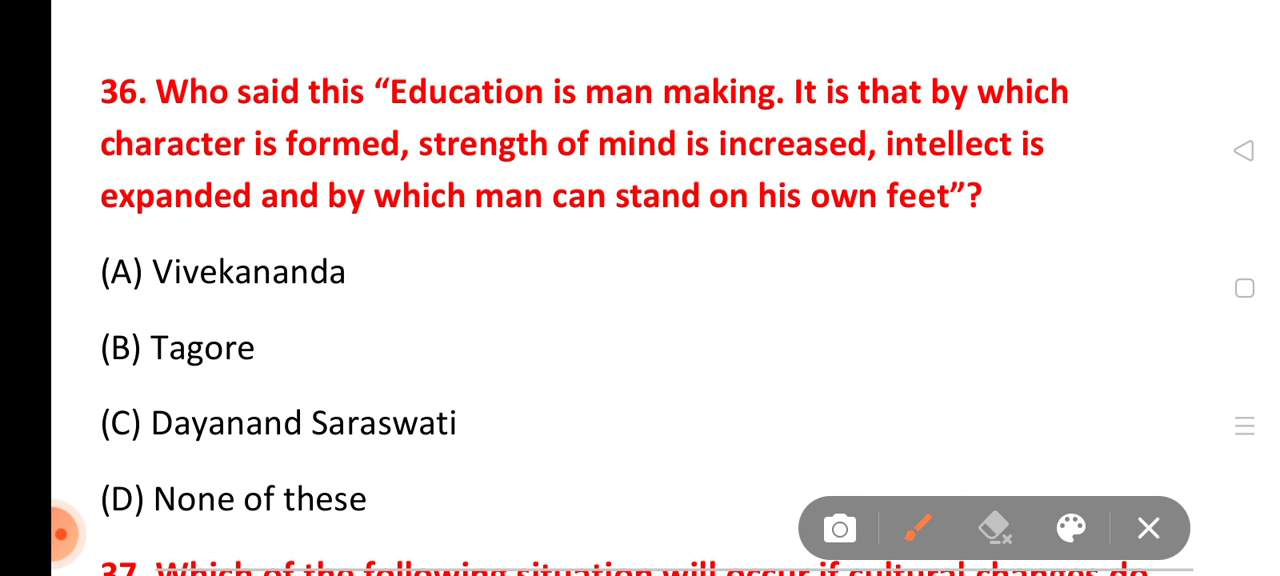 36. Who said this “Education is man making. It is that by which
character is formed, strength of mind is increased, intellect is
expanded and by which man can stand on his own feet”?
(A) Vivekananda
(B) Tagore
(C) Dayanand Saraswati
(D) None of these
37. Which of the following situation will occur if cultural changes do